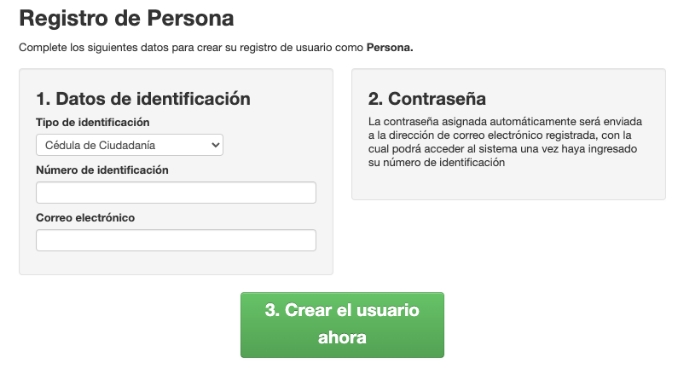 Registro de Persona
Complete los siguientes datos para crear su registro de usuario como Persona.
1. Datos de identificación
Tipo de identificación
Cédula de Ciudadanía
Número de identificación
Correo electrónico
2. Contraseña
La contraseña asignada automáticamente será enviada
a la dirección de correo electrónico registrada, con la
cual podrá acceder al sistema una vez haya ingresado
su número de identificación
3. Crear el usuario
ahora